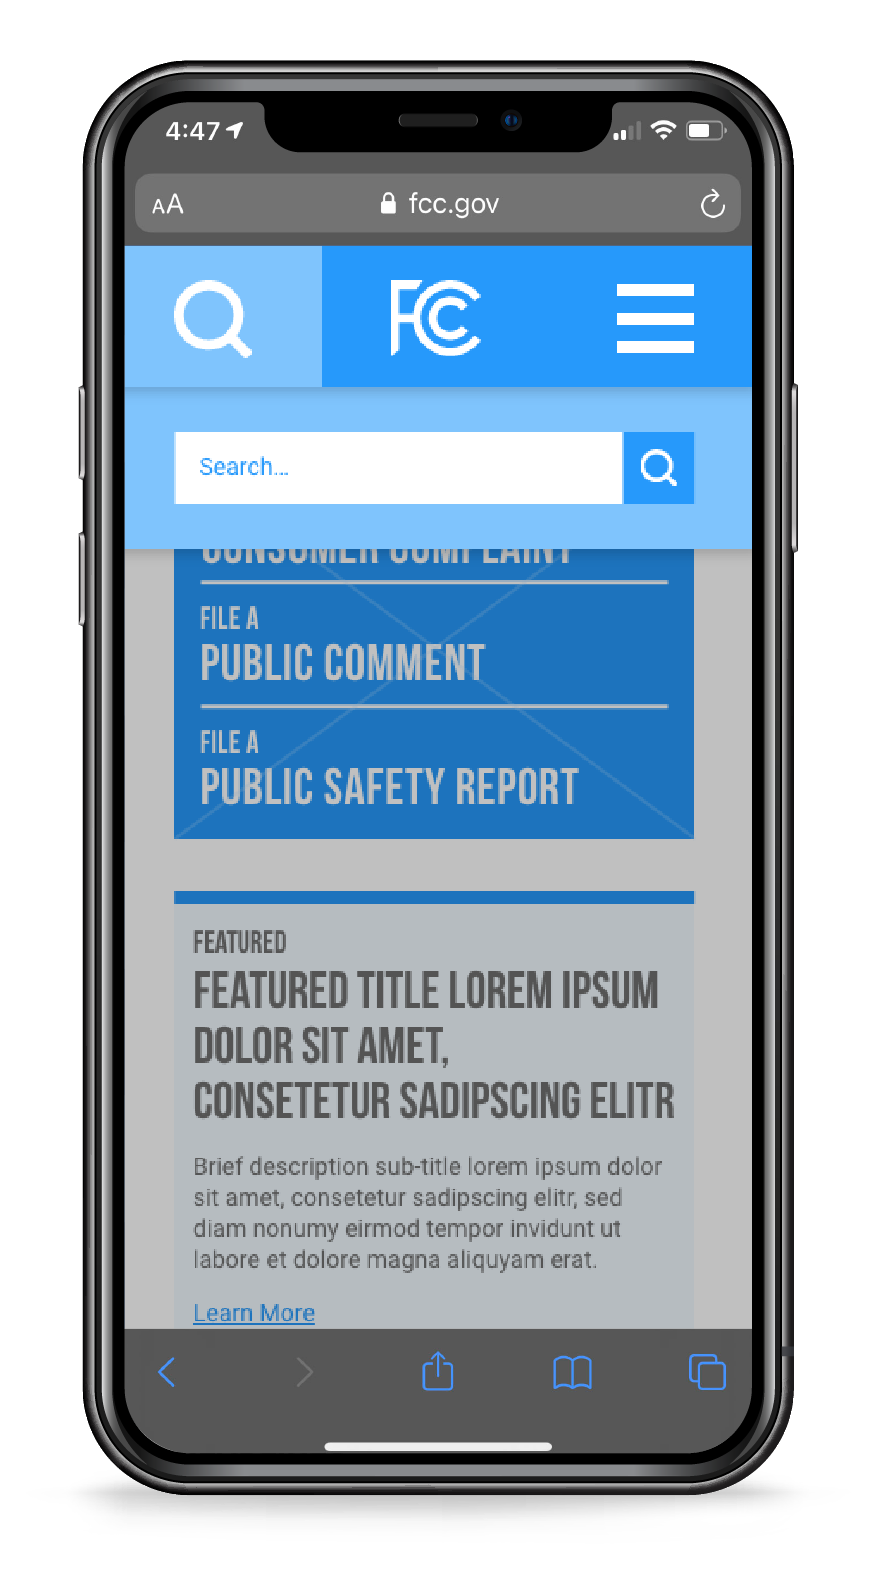 4:47
AA
fcc.gov
FCC
Search...
CONSUMER COMPLAINT
FILE A
PUBLIC COMMENT
FILE A
PUBLIC SAFETY REPORT
FEATURED
FEATURED TITLE LOREM IPSUM
DOLOR SIT AMET,
CONSETETUR SADIPSCING ELITR
Brief description sub-title lorem ipsum dolor
sit amet, consetetur sadipscing elitr, sed
diam nonumy eirmod tempor invidunt ut
labore et dolore magna aliquyam erat.
Learn More